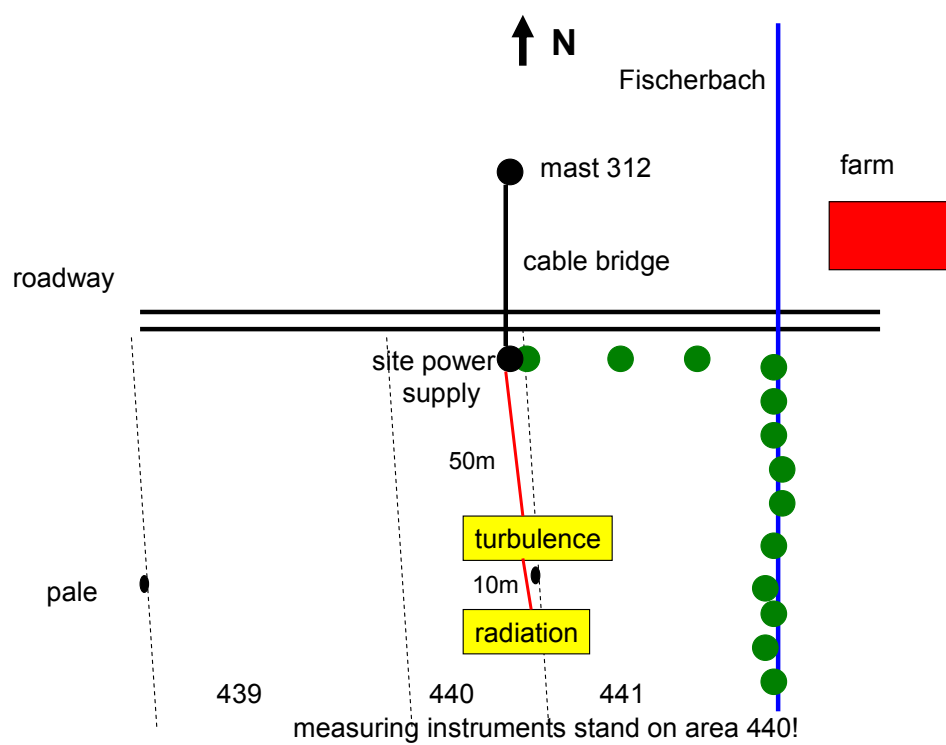 N
Fischerbach
mast 312
farm
cable bridge
roadway
site power
supply
50m
turbulence
10m
pale
radiation
439
440
441
measuring instruments stand on area 440!